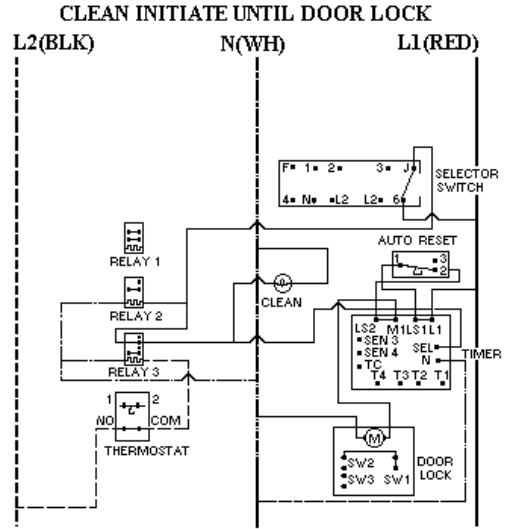 CLEAN INITIATE UNTIL DOOR LOCK
L2(BLK) N(WH) L1(RED)
F 1 2 3 J
4 N L2 L2 6
SELECTOR
SWITCH
AUTO RESET
1 3
2
RELAY 1
CLEAN
RELAY 2
LS2 M1 LS1 L1
SEN 3
SEN 4
SEL
N
TC
T4 T3 T2 T1
TIMER
RELAY 3
1 2
NO COM
THERMOSTAT
M
SW2
SW3 SW1
DOOR
LOCK